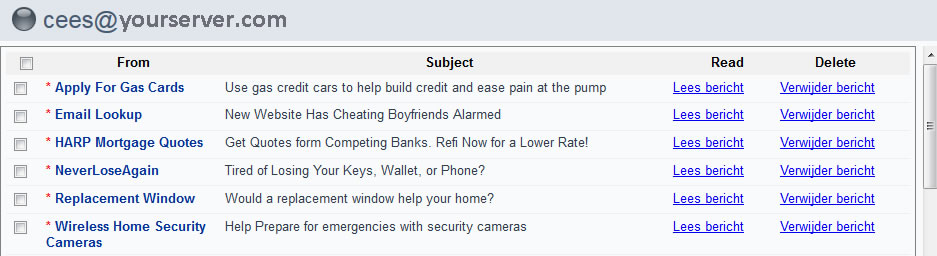 cees@yourserver.com
From Subject Read Delete
* Apply For Gas Cards Use gas credit cars to help build credit and ease pain at the pump Lees bericht Verwijder bericht
* Email Lookup New Website Has Cheating Boyfriends Alarmed Lees bericht Verwijder bericht
* HARP Mortgage Quotes Get Quotes form Competing Banks. Refi Now for a Lower Rate! Lees bericht Verwijder bericht
* NeverLoseAgain Tired of Losing Your Keys, Wallet, or Phone? Lees bericht Verwijder bericht
* Replacement Window Would a replacement window help your home? Lees bericht Verwijder bericht
* Wireless Home Security Help Prepare for emergencies with security cameras Lees bericht Verwijder bericht
Cameras